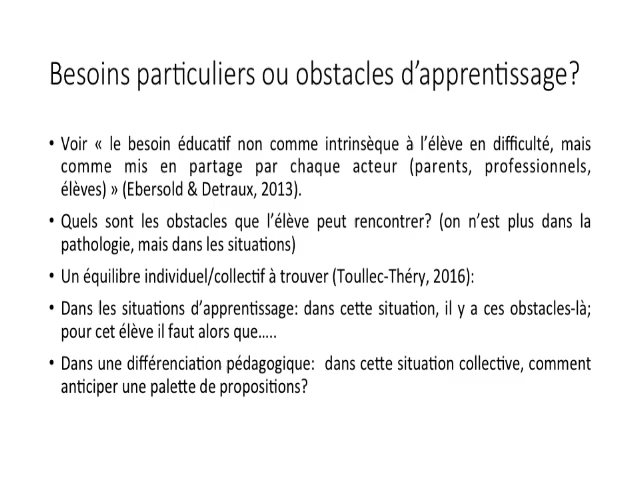 Besoins particuliers ou obstacles d’apprentissage?
• Voir « le besoin éducatif non comme intrinsèque à l’élève en difficulté, mais
comme mis en partage par chaque acteur (parents, professionnels,
élèves) » (Ebersold & Detraux, 2013).
• Quels sont les obstacles que l’élève peut rencontrer? (on n’est plus dans la
pathologie, mais dans les situations)
• Un équilibre individuel/collectif à trouver (Toullec-Théry, 2016):
• Dans les situations d’apprentissage: dans cette situation, il y a ces obstacles-là;
pour cet élève il faut alors que…..
• Dans une différenciation pédagogique:  dans cette situation collective, comment
anticiper une palette de propositions?